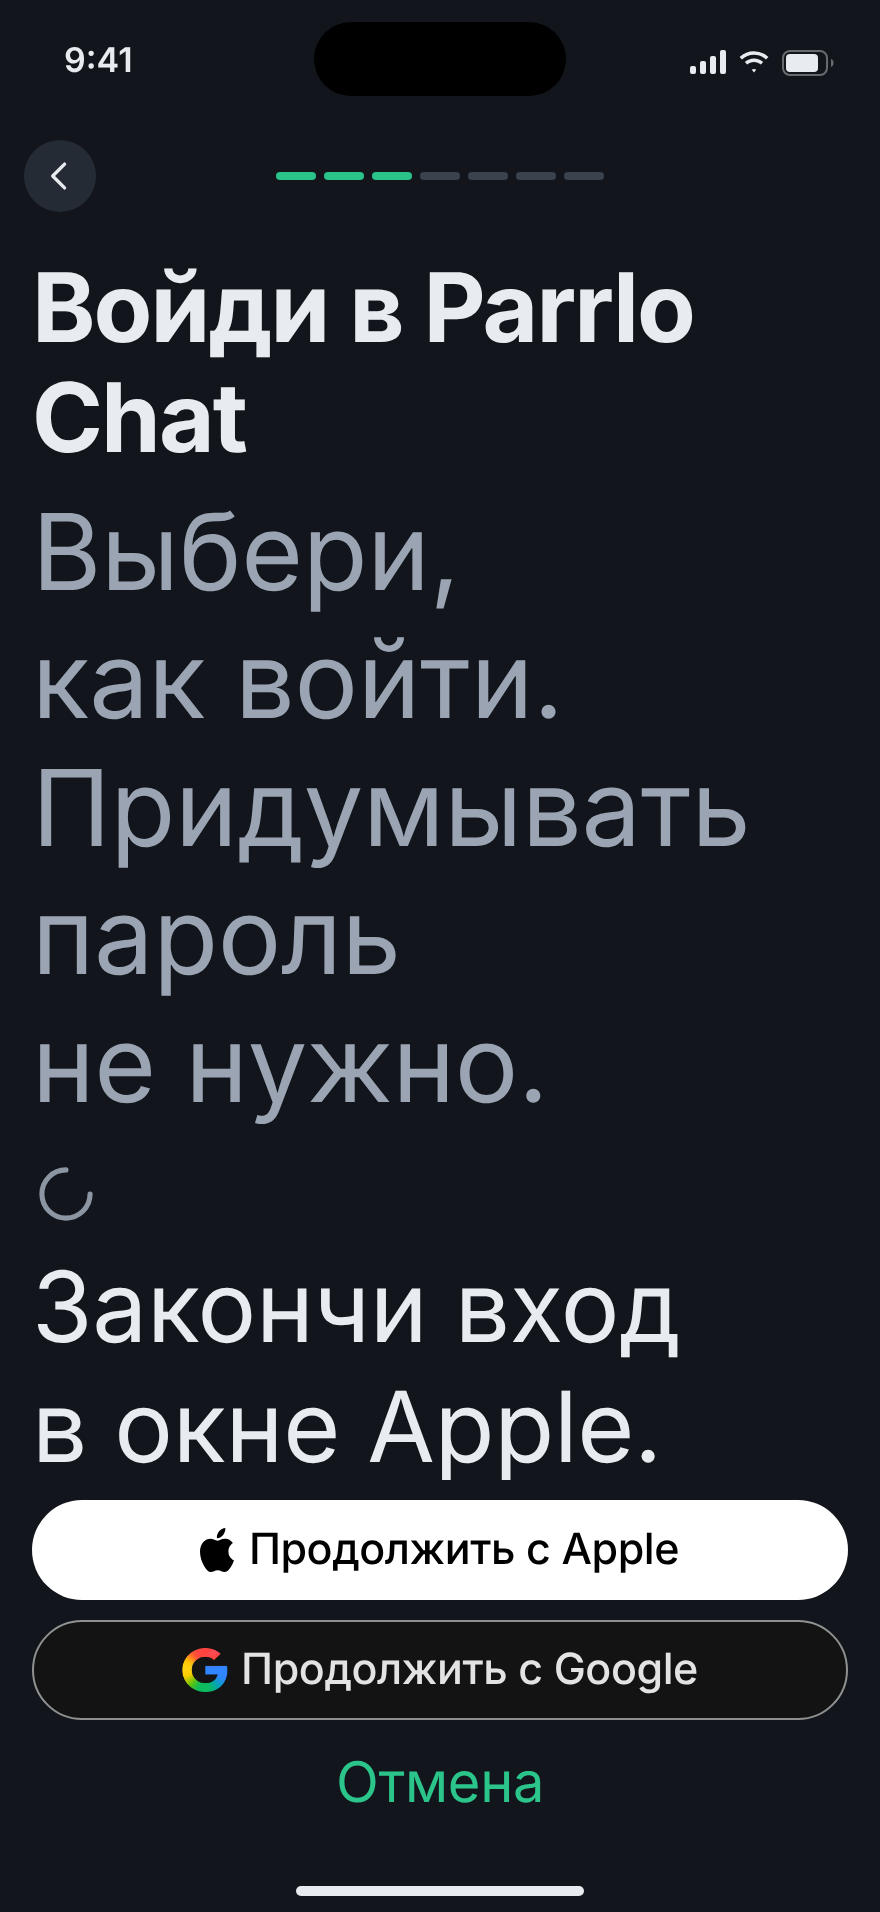 9:41
Войди в Parrlo
Chat
Выбери,
как войти.
Придумывать
пароль
не нужно.
Закончи вход
в окне Apple.
Продолжить с Apple
Продолжить с Google
Отмена